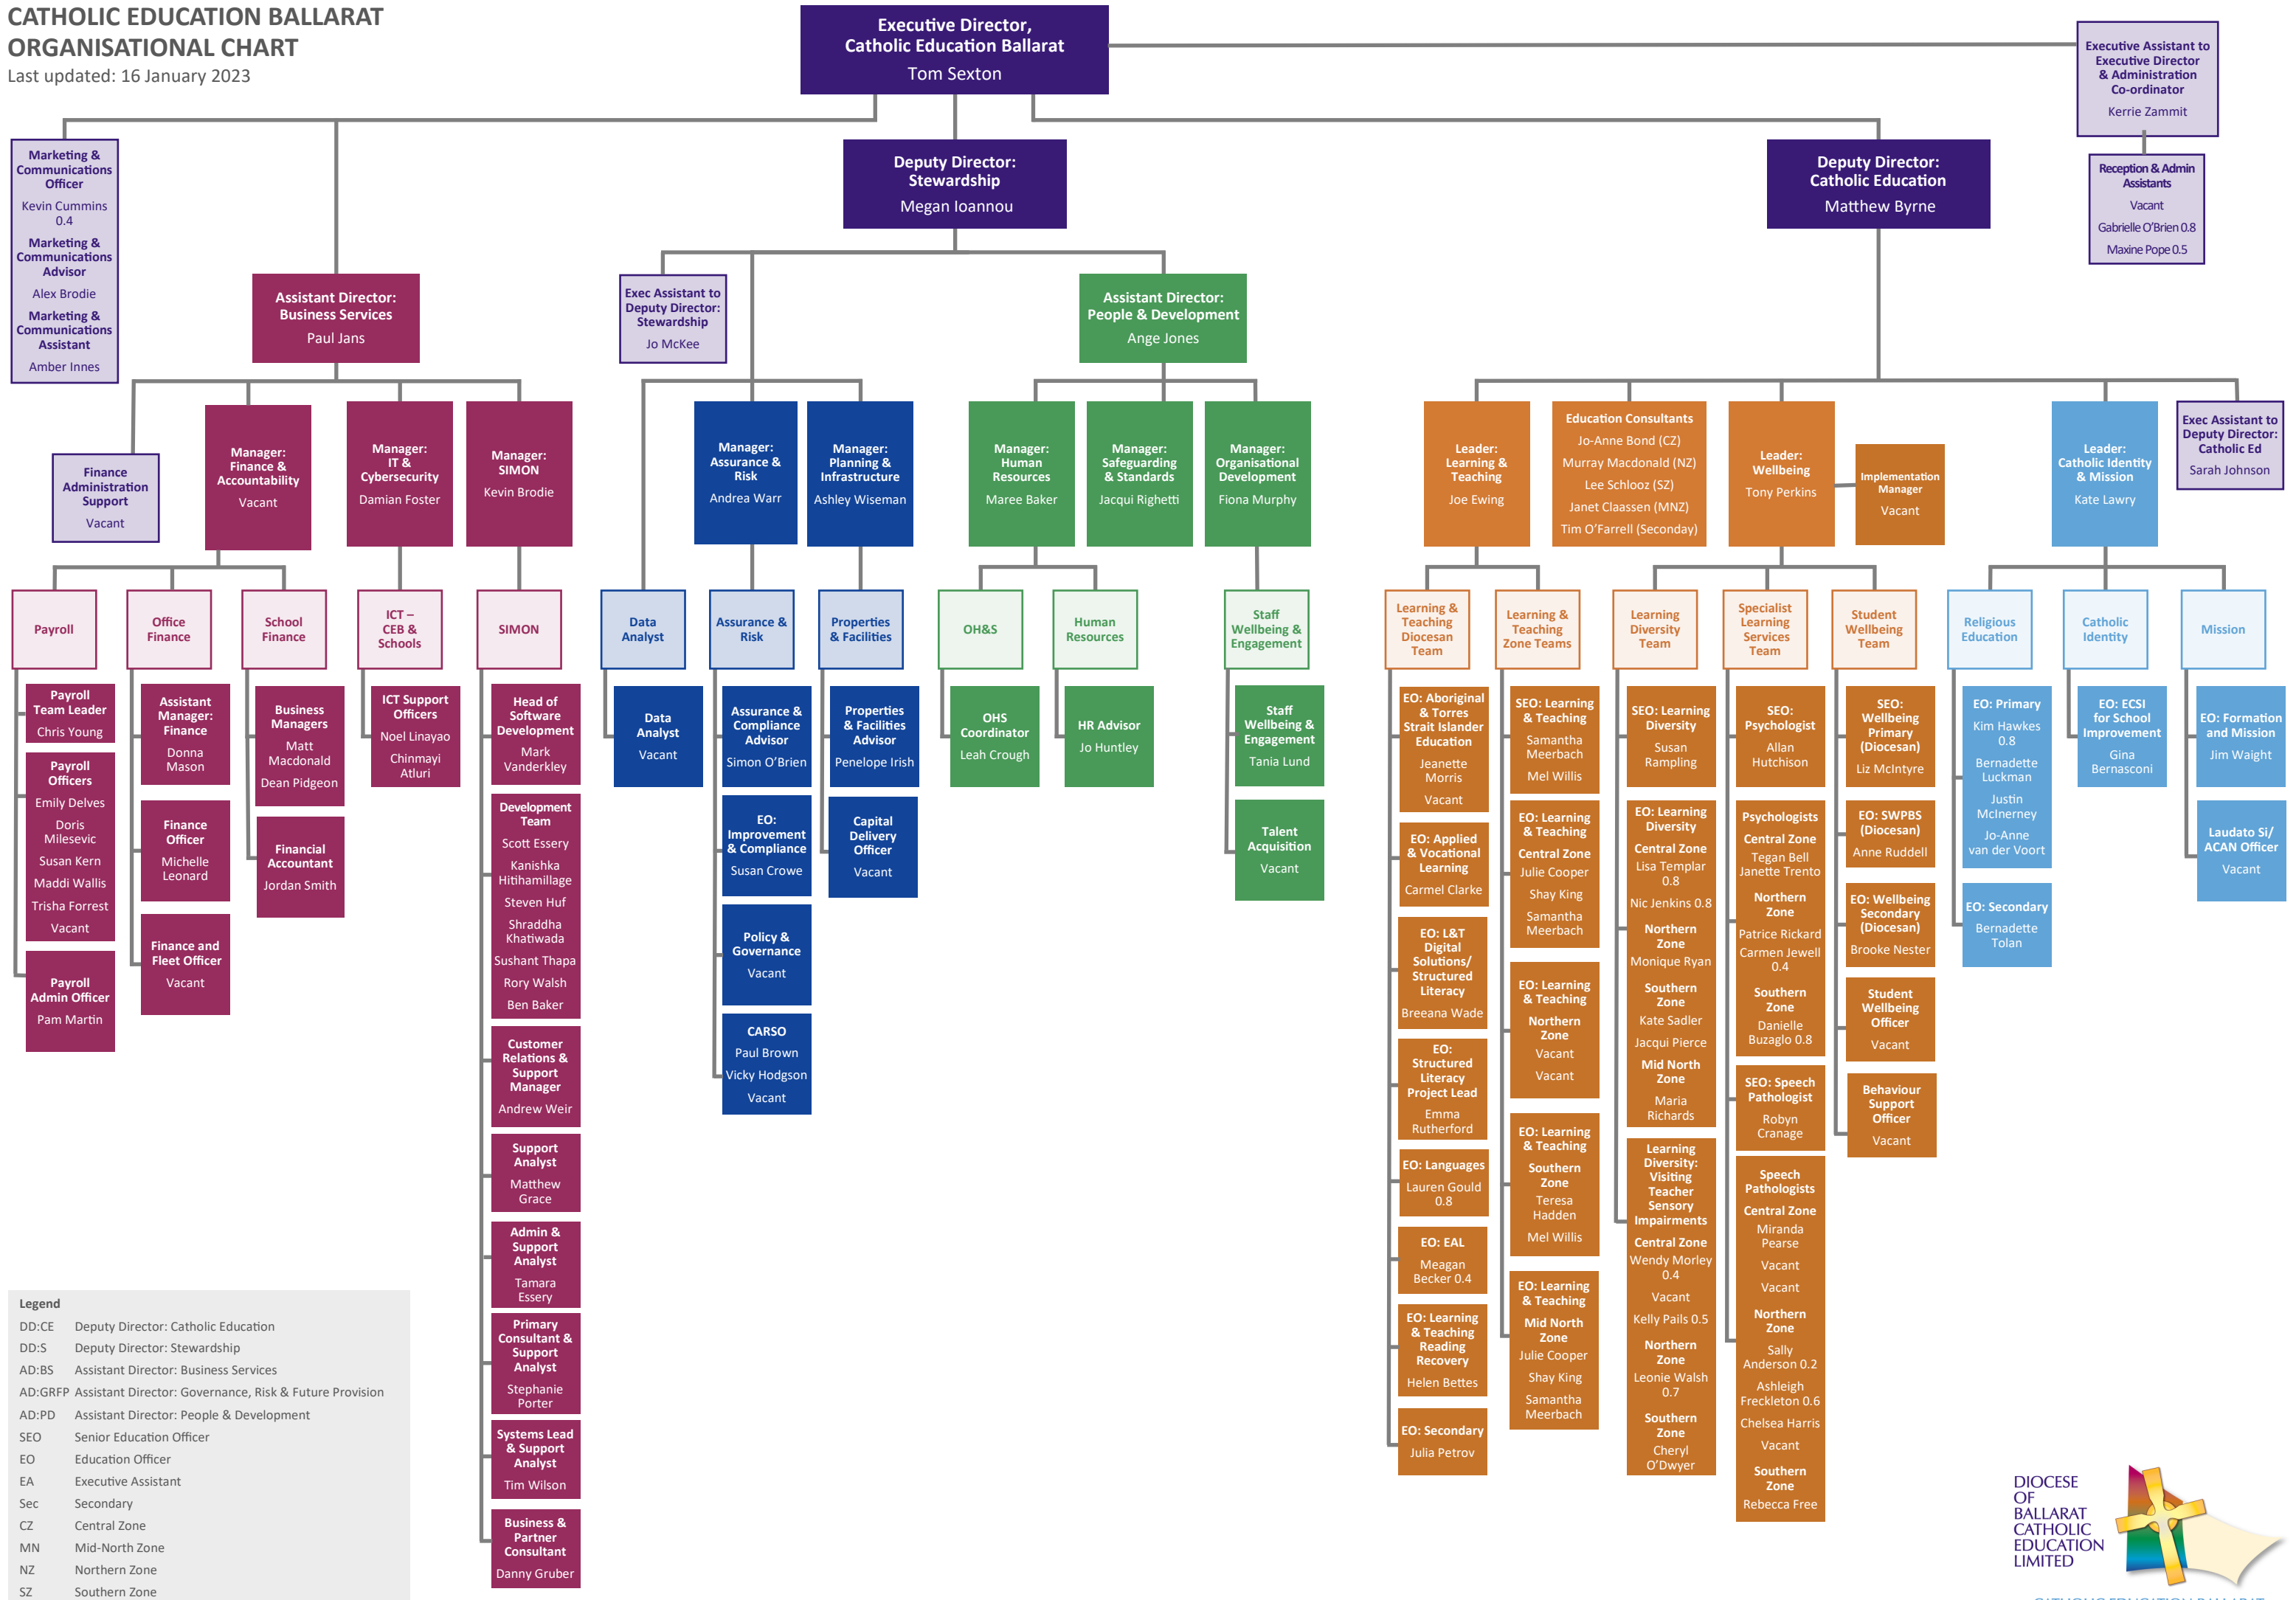 CATHOLIC EDUCATION BALLARAT
ORGANISATIONAL CHART
Last updated: 16 January 2023
Executive Director,
Catholic Education Ballarat
Tom Sexton
Executive Assistant to
Executive Director
& Administration
Co-ordinator
Kerrie Zammit
Reception & Admin
Assistants
Vacant
Gabrielle O’Brien 0.8
Maxine Pope 0.5
Marketing &
Communications
Officer
Kevin Cummins
0.4
Marketing &
Communications
Advisor
Alex Brodie
Marketing &
Communications
Assistant
Amber Innes
Deputy Director:
Stewardship
Megan Ioannou
Deputy Director:
Catholic Education
Matthew Byrne
Assistant Director:
Business Services
Paul Jans
Exec Assistant to
Deputy Director:
Stewardship
Jo McKee
Assistant Director:
People & Development
Ange Jones
Finance
Administration
Support
Vacant
Manager:
Finance &
Accountability
Vacant
Manager:
IT &
Cybersecurity
Damian Foster
Manager:
SIMON
Kevin Brodie
Manager:
Assurance &
Risk
Andrea Warr
Manager:
Planning &
Infrastructure
Ashley Wiseman
Manager:
Human
Resources
Maree Baker
Manager:
Safeguarding
& Standards
Jacqui Righetti
Manager:
Organisational
Development
Fiona Murphy
Leader:
Learning &
Teaching
Joe Ewing
Education Consultants
Jo-Anne Bond (CZ)
Murray Macdonald (NZ)
Lee Schlooz (SZ)
Janet Claassen (MNZ)
Tim O’Farrell (Seconday)
Leader:
Wellbeing
Tony Perkins
Implementation
Manager
Vacant
Leader:
Catholic Identity
& Mission
Kate Lawry
Exec Assistant to
Deputy Director:
Catholic Ed
Sarah Johnson
Payroll
Office
Finance
School
Finance
ICT –
CEB &
Schools
SIMON
Data
Analyst
Assurance &
Risk
Properties
& Facilities
OH&S
Human
Resources
Staff
Wellbeing &
Engagement
Learning &
Teaching
Diocesan
Team
Learning &
Teaching
Zone Teams
Learning
Diversity
Team
Specialist
Learning
Services
Team
Student
Wellbeing
Team
Religious
Education
Catholic
Identity
Mission
Payroll
Team Leader
Chris Young
Payroll
Officers
Emily Delves
Doris
Milesevic
Susan Kern
Maddi Wallis
Trisha Forrest
Vacant
Payroll
Admin Officer
Pam Martin
Assistant
Manager:
Finance
Donna
Mason
Finance
Officer
Michelle
Leonard
Finance and
Fleet Officer
Vacant
Business
Managers
Matt
Macdonald
Dean Pidgeon
Financial
Accountant
Jordan Smith
ICT Support
Officers
Noel Linayao
Chinmayi
Atluri
Head of
Software
Development
Mark
Vanderkley
Development
Team
Scott Essery
Kanishka
Hitihamillage
Steven Huf
Shraddha
Khatiwada
Sushant Thapa
Rory Walsh
Ben Baker
Customer
Relations &
Support
Manager
Andrew Weir
Support
Analyst
Matthew
Grace
Admin &
Support
Analyst
Tamara
Essery
Primary
Consultant &
Support
Analyst
Stephanie
Porter
Systems Lead
& Support
Analyst
Tim Wilson
Business &
Partner
Consultant
Danny Gruber
Data
Analyst
Vacant
Assurance &
Compliance
Advisor
Simon O’Brien
EO:
Improvement
& Compliance
Susan Crowe
Policy &
Governance
Vacant
CARSO
Paul Brown
Vicky Hodgson
Vacant
Properties
& Facilities
Advisor
Penelope Irish
Capital
Delivery
Officer
Vacant
OHS
Coordinator
Leah Crough
HR Advisor
Jo Huntley
Staff
Wellbeing &
Engagement
Tania Lund
Talent
Acquisition
Vacant
EO: Aboriginal
& Torres
Strait Islander
Education
Jeanette
Morris
Vacant
EO: Applied
& Vocational
Learning
Carmel Clarke
EO: L&T
Digital
Solutions/
Structured
Literacy
Breeana Wade
EO:
Structured
Literacy
Project Lead
Emma
Rutherford
EO: Languages
Lauren Gould
0.8
EO: EAL
Meagan
Becker 0.4
EO: Learning
& Teaching
Reading
Recovery
Helen Bettes
EO: Secondary
Julia Petrov
SEO: Learning
& Teaching
Samantha
Meerbach
Mel Willis
EO: Learning
& Teaching
Central Zone
Julie Cooper
Shay King
Samantha
Meerbach
EO: Learning
& Teaching
Northern
Zone
Vacant
Vacant
EO: Learning
& Teaching
Southern
Zone
Teresa
Hadden
Mel Willis
EO: Learning
& Teaching
Mid North
Zone
Julie Cooper
Shay King
Samantha
Meerbach
SEO: Learning
Diversity
Susan
Rampling
EO: Learning
Diversity
Central Zone
Lisa Templar
0.8
Nic Jenkins 0.8
Northern
Zone
Monique Ryan
Southern
Zone
Kate Sadler
Jacqui Pierce
Mid North
Zone
Maria
Richards
Learning
Diversity:
Visiting
Teacher
Sensory
Impairments
Central Zone
Wendy Morley
0.4
Vacant
Kelly Pails 0.5
Northern
Zone
Leonie Walsh
0.7
Southern
Zone
Cheryl
O’Dwyer
SEO:
Psychologist
Allan
Hutchison
Psychologists
Central Zone
Tegan Bell
Janette Trento
Northern
Zone
Patrice Rickard
Carmen Jewell
0.4
Southern
Zone
Danielle
Buzaglo 0.8
SEO: Speech
Pathologist
Robyn
Cranage
Speech
Pathologists
Central Zone
Miranda
Pearse
Vacant
Vacant
Northern
Zone
Sally
Anderson 0.2
Ashleigh
Freckleton 0.6
Chelsea Harris
Vacant
Southern
Zone
Rebecca Free
SEO:
Wellbeing
Primary
(Diocesan)
Liz McIntyre
EO: SWPBS
(Diocesan)
Anne Ruddell
EO: Wellbeing
Secondary
(Diocesan)
Brooke Nester
Student
Wellbeing
Officer
Vacant
Behaviour
Support
Officer
Vacant
EO: Primary
Kim Hawkes
0.8
Bernadette
Luckman
Justin
McInerney
Jo-Anne
van der Voort
EO: Secondary
Bernadette
Tolan
EO: ECSI
for School
Improvement
Gina
Bernasconi
EO: Formation
and Mission
Jim Waight
Laudato Si/
ACAN Officer
Vacant
Legend
DD:CE Deputy Director: Catholic Education
DD:S Deputy Director: Stewardship
AD:BS Assistant Director: Business Services
AD:GRFP Assistant Director: Governance, Risk & Future Provision
AD:PD Assistant Director: People & Development
SEO Senior Education Officer
EO Education Officer
EA Executive Assistant
Sec Secondary
CZ Central Zone
MN Mid-North Zone
NZ Northern Zone
SZ Southern Zone
DIOCESE
OF
BALLARAT
CATHOLIC
EDUCATION
LIMITED